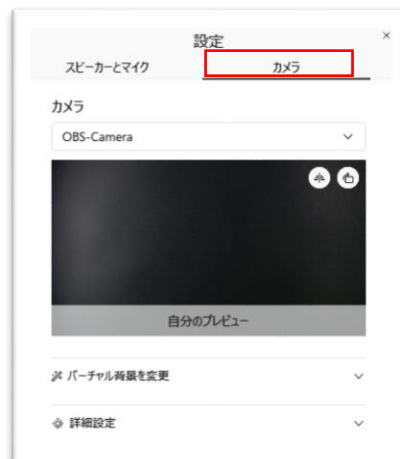 設定
スピーカーとマイク
カメラ
カメラ
OBS-Camera
自分のプレビュー
バーチャル背景を変更
詳細設定